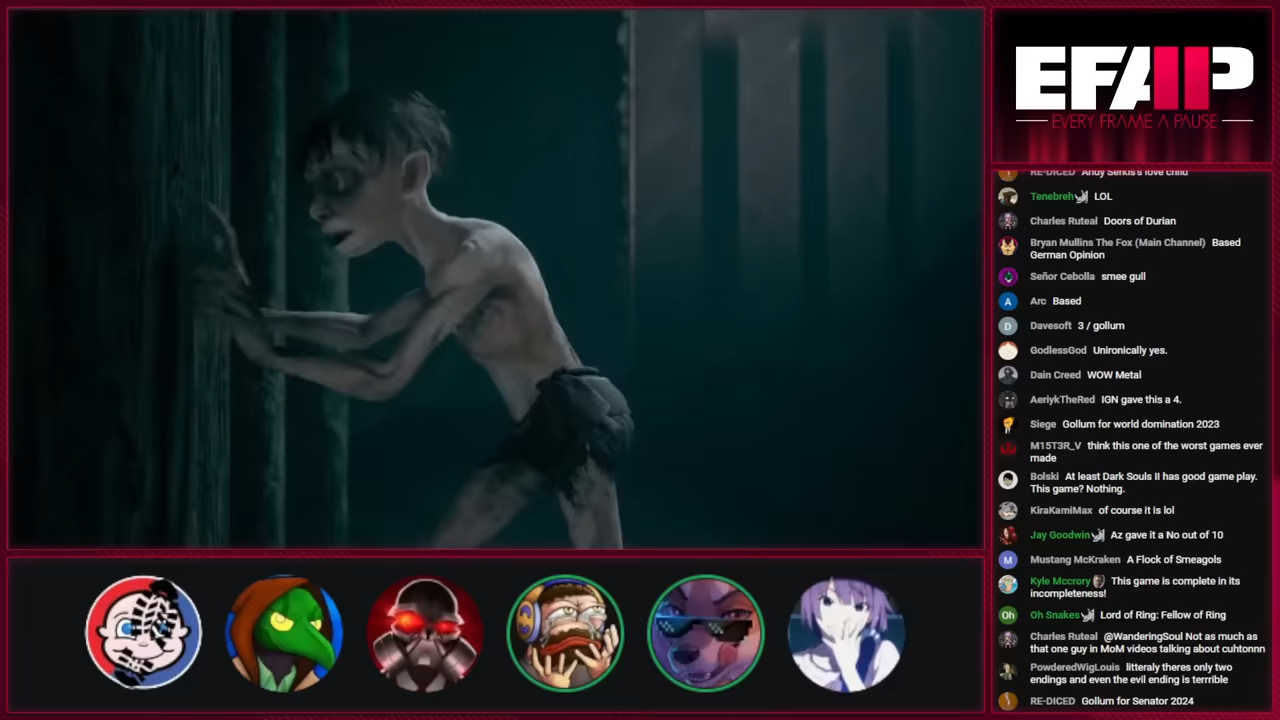 EFAP
EVERY FRAME A PAUSE
RE-DICED Andy Serkis's love child
Tenebreh LOL
Charles Ruteal Doors of Durian
Bryan Mullins The Fox (Main Channel) Based
German Opinion
Señor Cebolla smee gull
A
Arc Based
D
Davesoft 3 / gollum
GodlessGod Unironically yes.
Dain Creed WOW Metal
AeriykTheRed IGN gave this a 4.
Siege Gollum for world domination 2023
M15T3R_V think this one of the worst games ever
made
Bolski At least Dark Souls II has good game play.
This game? Nothing.
KiraKamiMax of course it is lol
Jay Goodwin Az gave it a No out of 10
M
Mustang McKraken A Flock of Smeagols
Kyle Mccrory This game is complete in its
incompleteness!
Oh
Oh Snakes Lord of Ring: Fellow of Ring
Charles Ruteal @WanderingSoul Not as much as
that one guy in MoM videos talking about cuhtonnn
PowderedWigLouis litteraly theres only two
endings and even the evil ending is terrrible
RE-DICED Gollum for Senator 2024